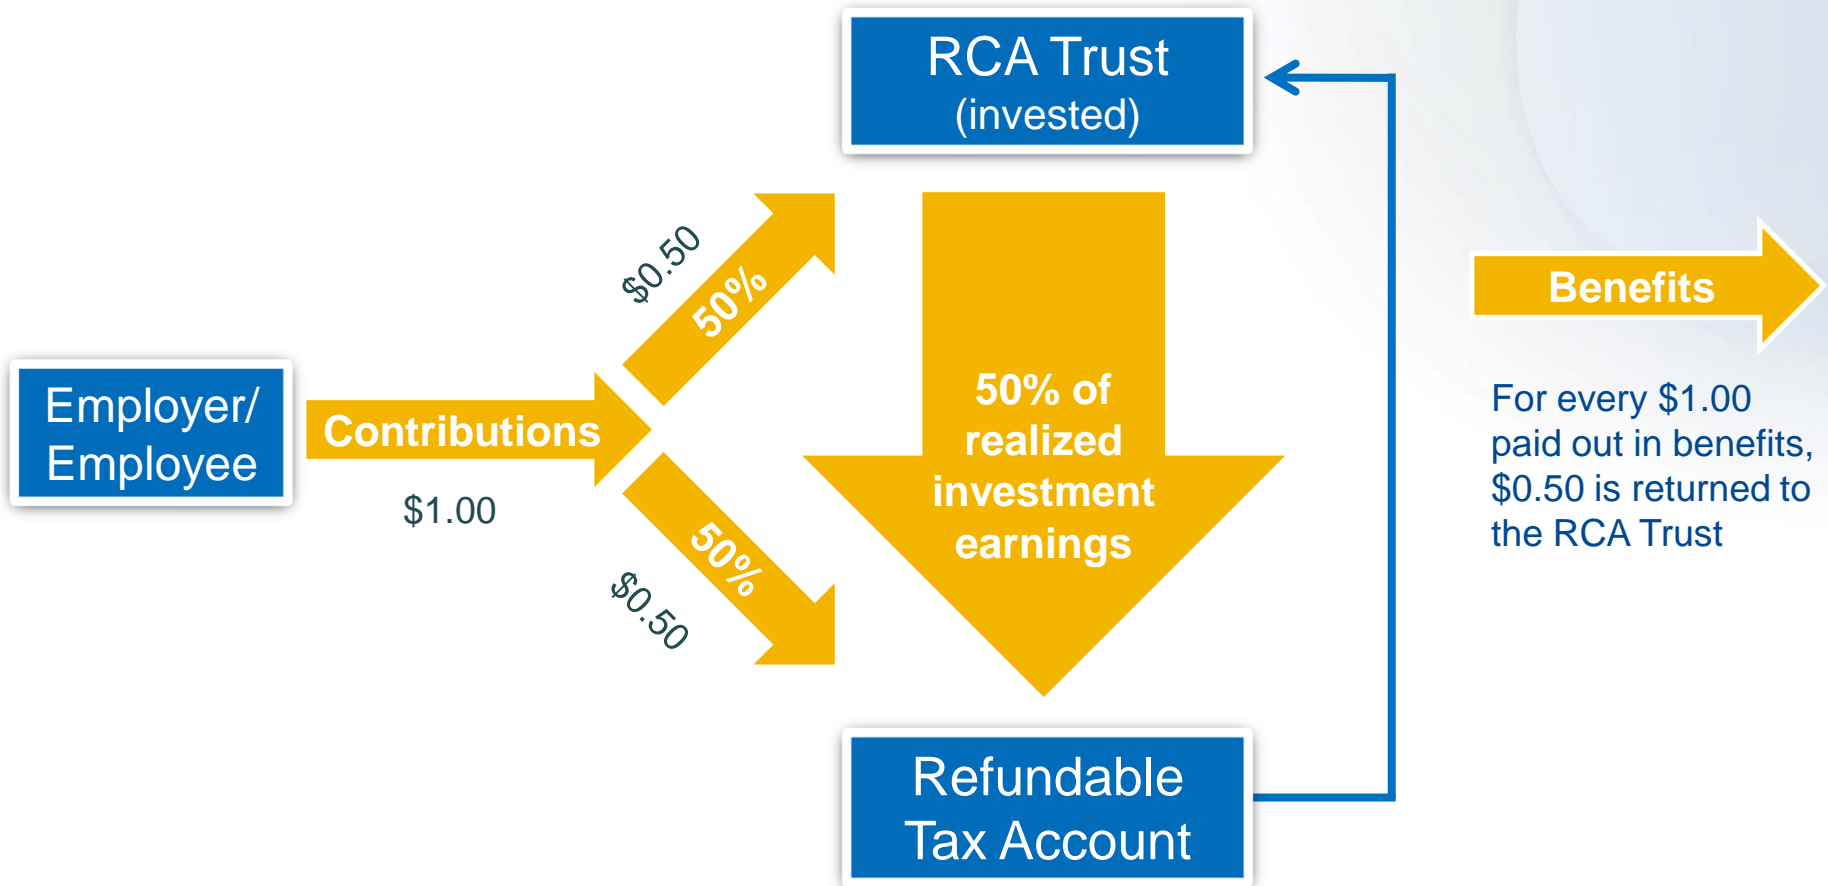 RCA Trust
(invested)
$0.50
50%
Employer/
Employee
Contributions
$1.00
50%
$0.50
50% of
realized
investment
earnings
Benefits
For every $1.00
paid out in benefits,
$0.50 is returned to
the RCA Trust
Refundable
Tax Account